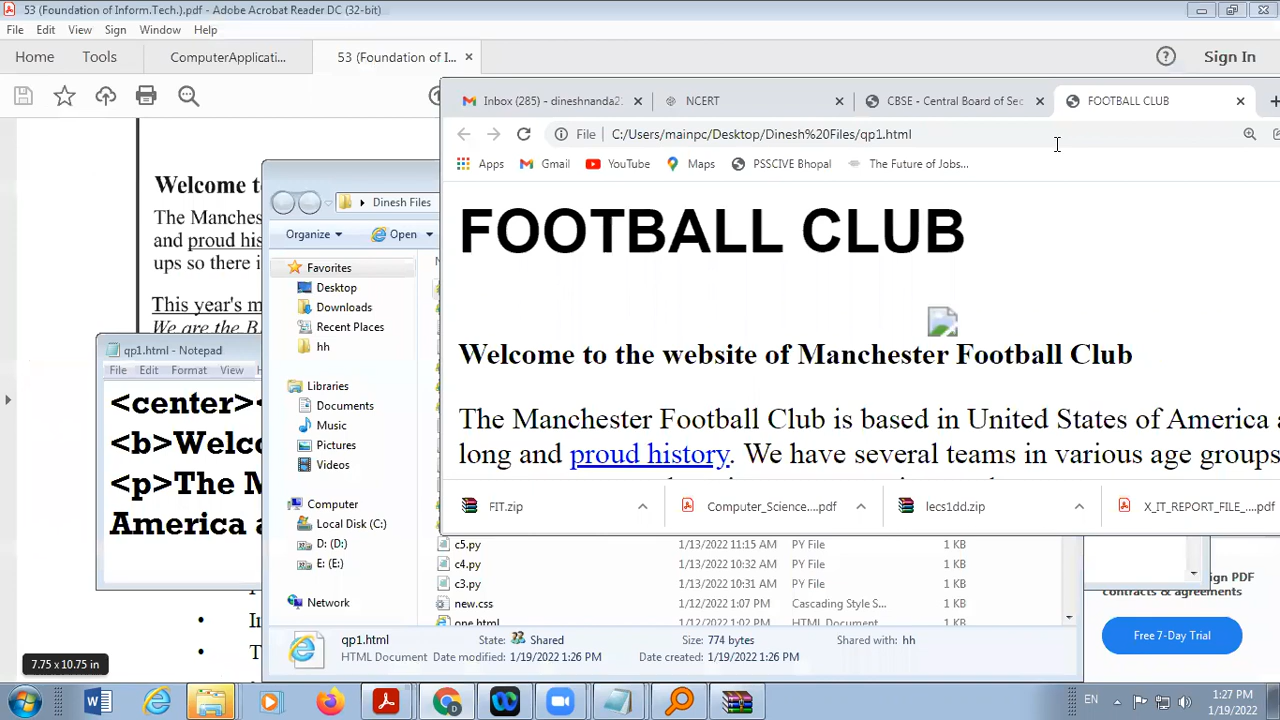 53 (Foundation of Inform.Tech.).pdf - Adobe Acrobat Reader DC (32-bit)
File Edit View Sign Window Help
Home Tools ComputerApplicati... 53 (Foundation of I... Sign In
Inbox (285) - dineshnanda2 NCERT CBSE - Central Board of Sec FOOTBALL CLUB
File C:/Users/mainpc/Desktop/Dinesh%20Files/qp1.html
Apps Gmail YouTube Maps PSSCIVE Bhopal The Future of Jobs...
FOOTBALL CLUB
Welcome to the website of Manchester Football Club
The Manchester Football Club is based in United States of America
long and proud history. We have several teams in various age groups
FIT.zip Computer_Science....pdf lecs1dd.zip X_IT_REPORT_FILE_....pdf
Welcome t
The Manches
and proud his
ups so there i
This year's m
We are the B
Dinesh Files
Organize Open
Favorites
Desktop
Downloads
Recent Places
hh
Libraries
Documents
Music
Pictures
Videos
Computer
Local Disk (C:)
D: (D:)
E: (E:)
Network
c5.py 1/13/2022 11:15 AM PY File 1 KB
c4.py 1/13/2022 10:32 AM PY File 1 KB
c3.py 1/13/2022 10:31 AM PY File 1 KB
new.css 1/12/2022 1:07 PM Cascading Style S... 1 KB
one.html HTML Document 1 KB
qp1.html State: Shared Size: 774 bytes Shared with: hh
HTML Document Date modified: 1/19/2022 1:26 PM Date created: 1/19/2022 1:26 PM
qp1.html - Notepad
File Edit Format View
<center><
<b>Welco
<p>The M
America a
ign PDF
contracts & agreements
Free 7-Day Trial
7.75 x 10.75 in
EN 1:27 PM
1/19/2022